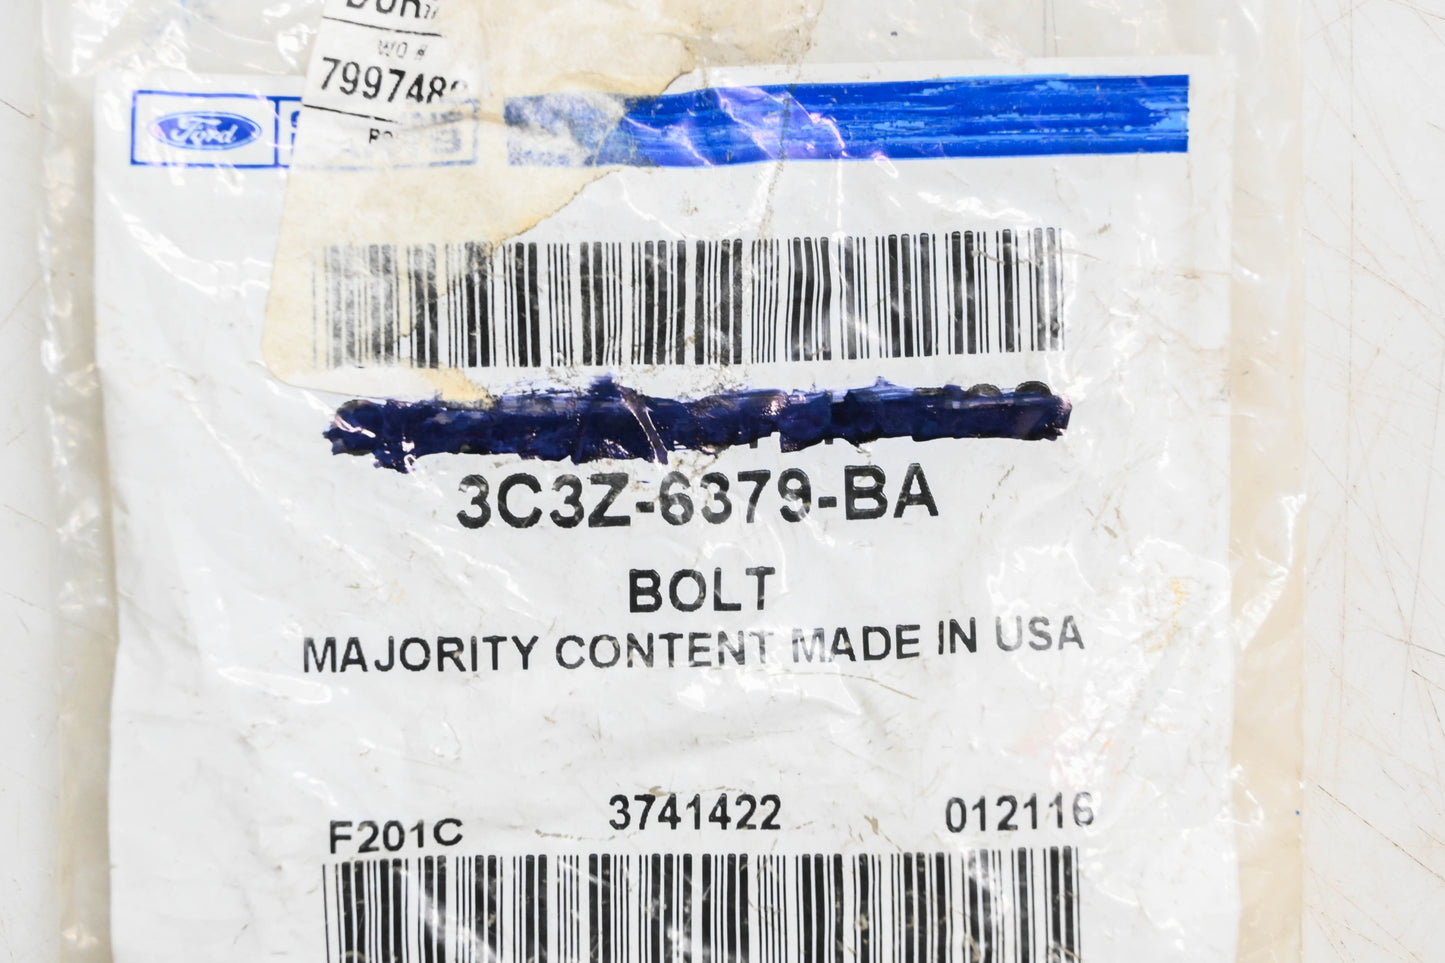 WO #
Ford
3C3Z-6379-BA
BOLT
MAJORITY CONTENT MADE IN USA
F201C 3741422 012116